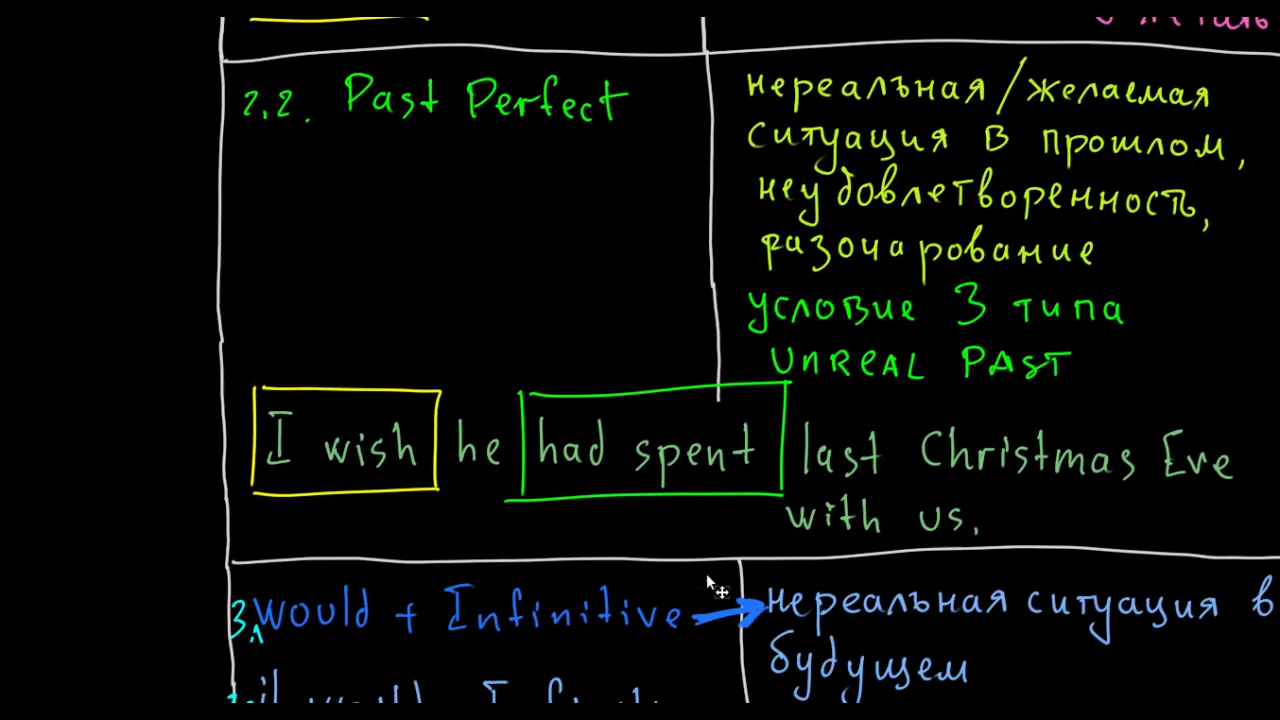 2.2. Past Perfect
нереальная/желаемая
ситуация в прошлом,
неудовлетворенность,
разочарование
условие 3 типа
UNREAL PAST
I wish he had spent last Christmas Eve
with us.
3. Would + Infinitive
нереальная ситуация в
будущем